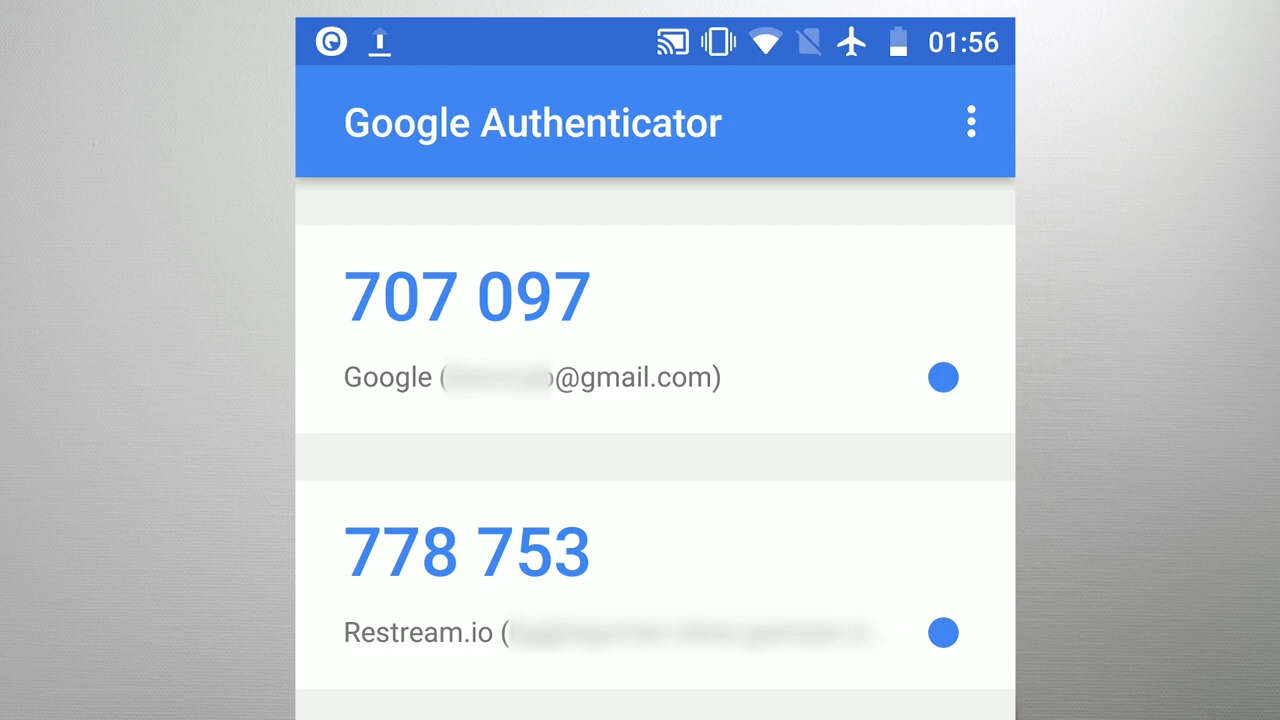 01:56
Google Authenticator
707 097
Google (@gmail.com)
778 753
Restream.io (